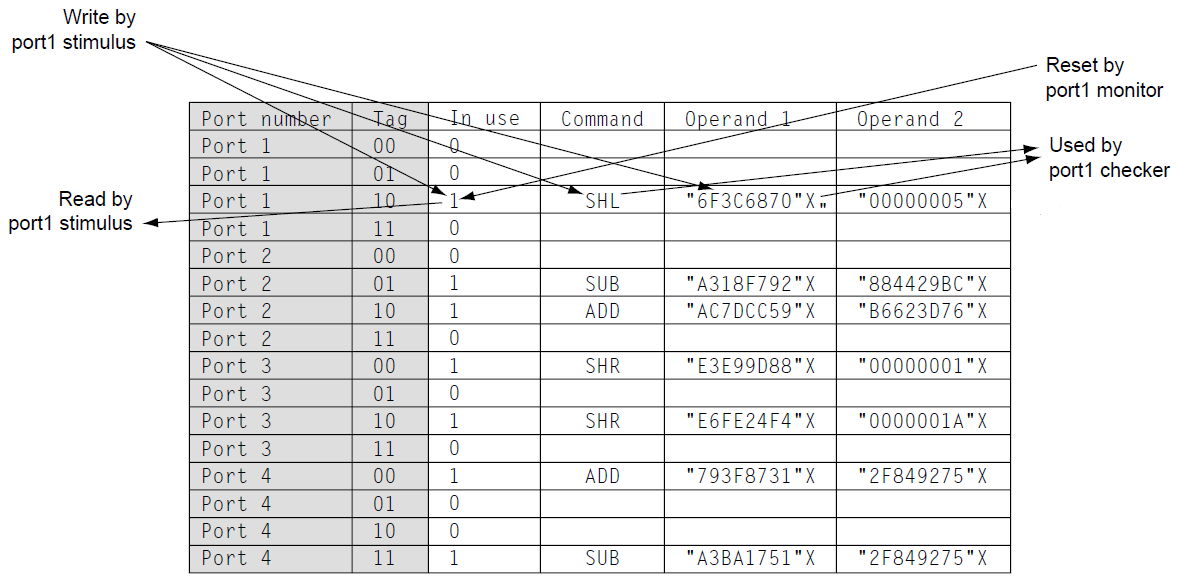 Write by
port1 stimulus
Reset by
port1 monitor
Port number Tag In use Command Operand 1 Operand 2
Port 1 00 0
Used by
port1 checker
Port 1 01 0
Read by
port1 stimulus
Port 1 10 1 SHL "6F3C6870"X " "00000005"X
Port 1 11 0
Port 2 00 0
Port 2 01 1 SUB "A318F792"X "884429BC"X
Port 2 10 1 ADD "AC7DCC59"X "B6623D76"X
Port 2 11 0
Port 3 00 1 SHR "E3E99D88"X "00000001"X
Port 3 01 0
Port 3 10 1 SHR "E6FE24F4"X "0000001A"X
Port 3 11 0
Port 4 00 1 ADD "793F8731"X "2F849275"X
Port 4 01 0
Port 4 10 0
Port 4 11 1 SUB "A3BA1751"X "2F849275"X